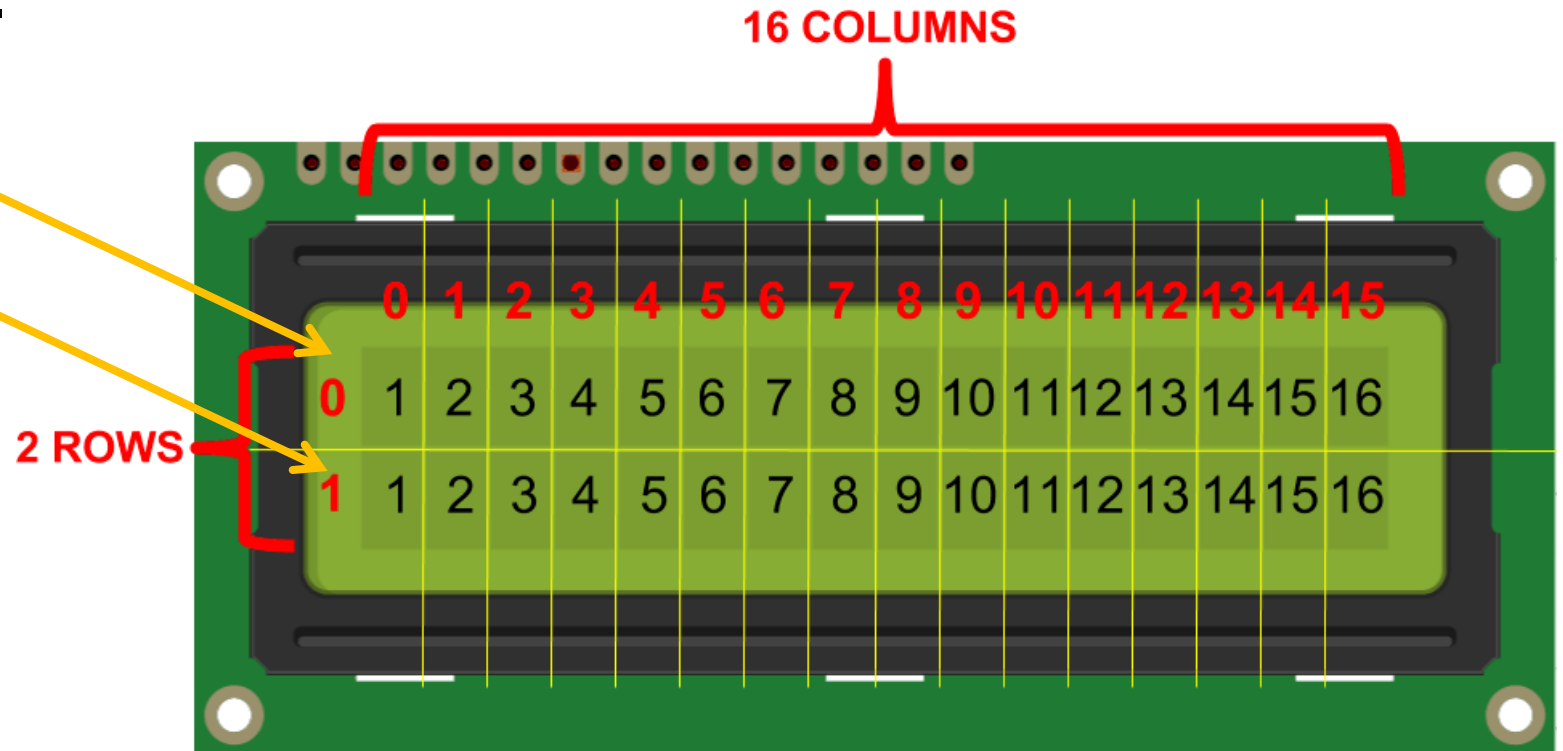 16 COLUMNS
0 1 2 3 4 5 6 7 8 9 10 11 12 13 14 15
0 1 2 3 4 5 6 7 8 9 10 11 12 13 14 15 16
2 ROWS
1 1 2 3 4 5 6 7 8 9 10 11 12 13 14 15 16